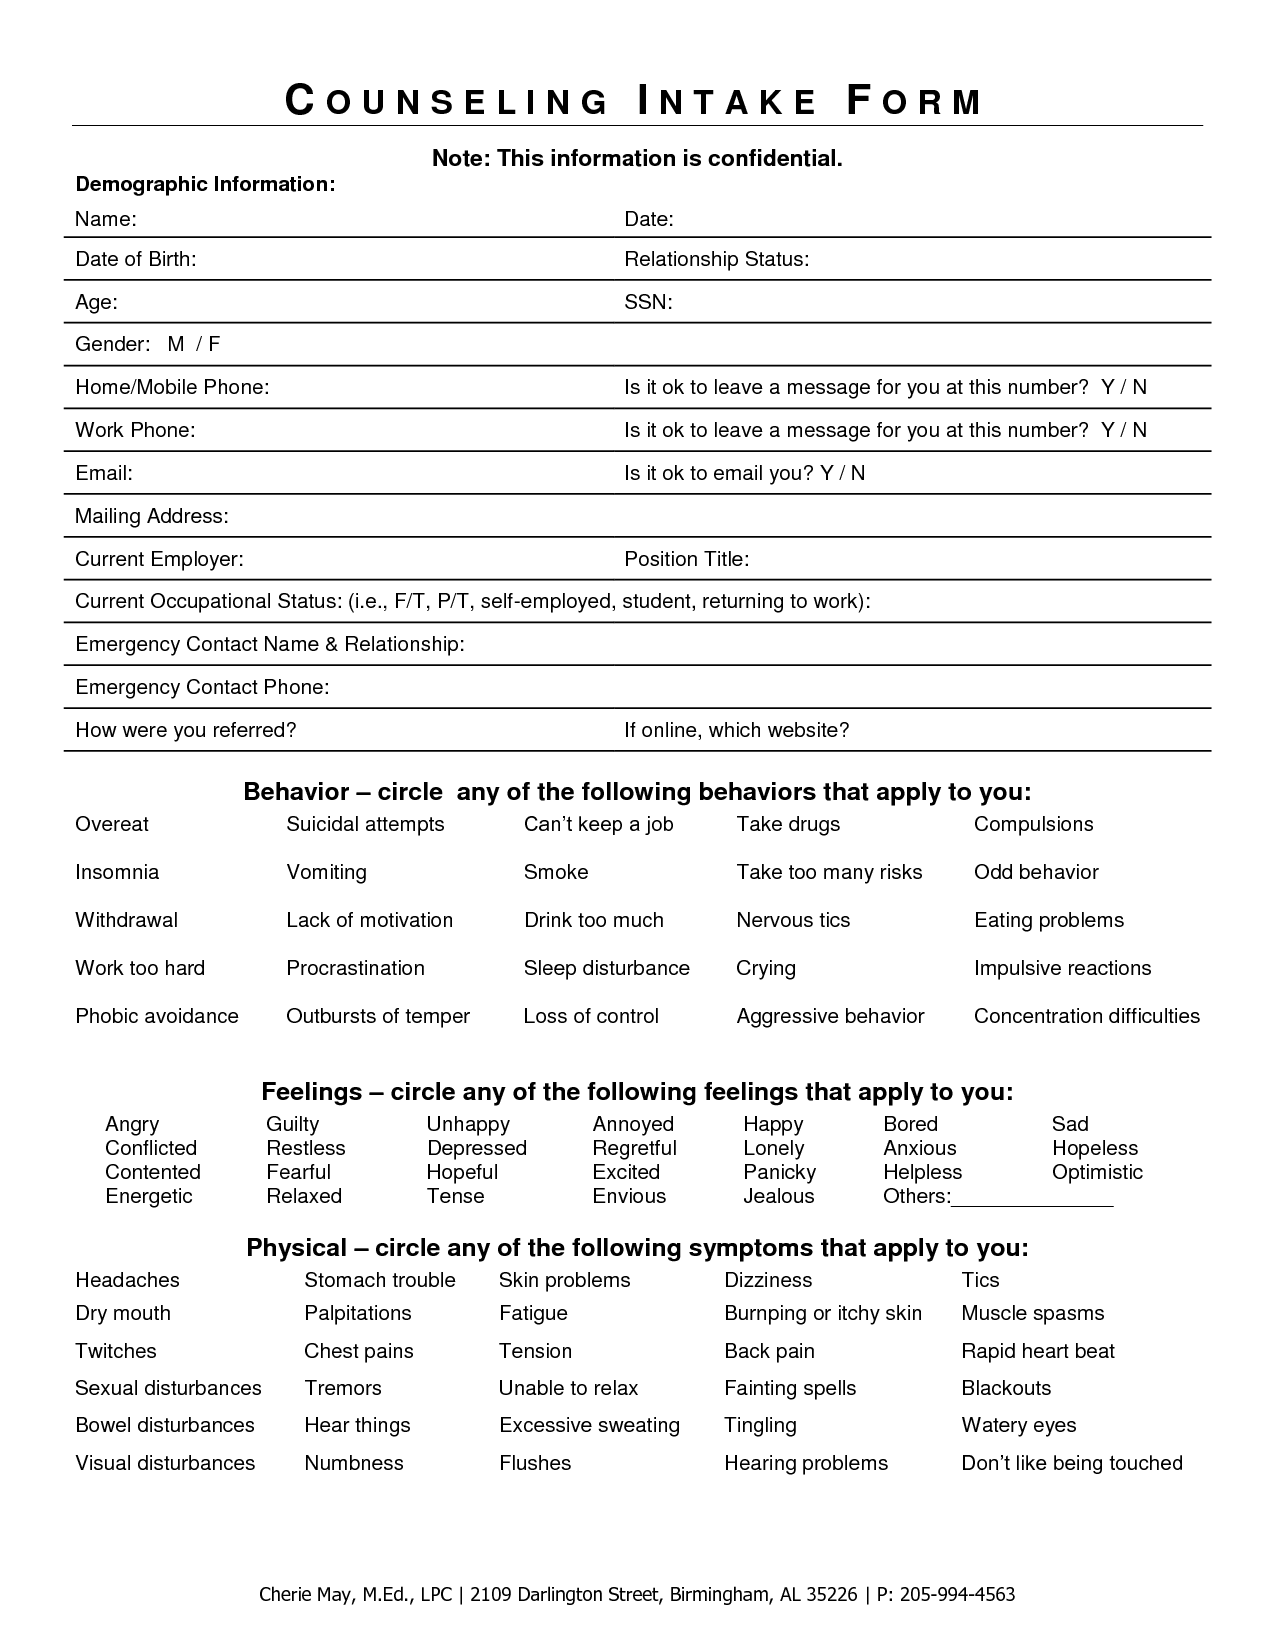 COUNSELING INTAKE FORM
Note: This information is confidential.
Demographic Information:
Name: Date:
Date of Birth: Relationship Status:
Age: SSN:
Gender: M / F
Home/Mobile Phone: Is it ok to leave a message for you at this number? Y / N
Work Phone: Is it ok to leave a message for you at this number? Y / N
Email: Is it ok to email you? Y / N
Mailing Address:
Current Employer: Position Title:
Current Occupational Status: (i.e., F/T, P/T, self-employed, student, returning to work):
Emergency Contact Name & Relationship:
Emergency Contact Phone:
How were you referred? If online, which website?
Behavior – circle any of the following behaviors that apply to you:
Overeat Suicidal attempts Can't keep a job Take drugs Compulsions
Insomnia Vomiting Smoke Take too many risks Odd behavior
Withdrawal Lack of motivation Drink too much Nervous tics Eating problems
Work too hard Procrastination Sleep disturbance Crying Impulsive reactions
Phobic avoidance Outbursts of temper Loss of control Aggressive behavior Concentration difficulties
Feelings – circle any of the following feelings that apply to you:
Angry Guilty Unhappy Annoyed Happy Bored Sad
Conflicted Restless Depressed Regretful Lonely Anxious Hopeless
Contented Fearful Hopeful Excited Panicky Helpless Optimistic
Energetic Relaxed Tense Envious Jealous Others:_______________
Physical – circle any of the following symptoms that apply to you:
Headaches Stomach trouble Skin problems Dizziness Tics
Dry mouth Palpitations Fatigue Burnping or itchy skin Muscle spasms
Twitches Chest pains Tension Back pain Rapid heart beat
Sexual disturbances Tremors Unable to relax Fainting spells Blackouts
Bowel disturbances Hear things Excessive sweating Tingling Watery eyes
Visual disturbances Numbness Flushes Hearing problems Don't like being touched
Cherie May, M.Ed., LPC | 2109 Darlington Street, Birmingham, AL 35226 | P: 205-994-4563